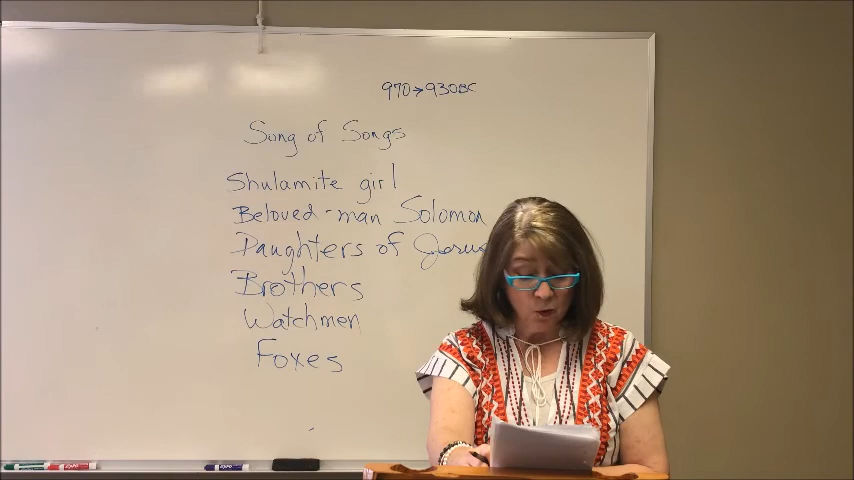 970→930BC
Song of Songs
Shulamite girl
Beloved-man Solomon
Daughters of
Brothers
Watchmen
Foxes